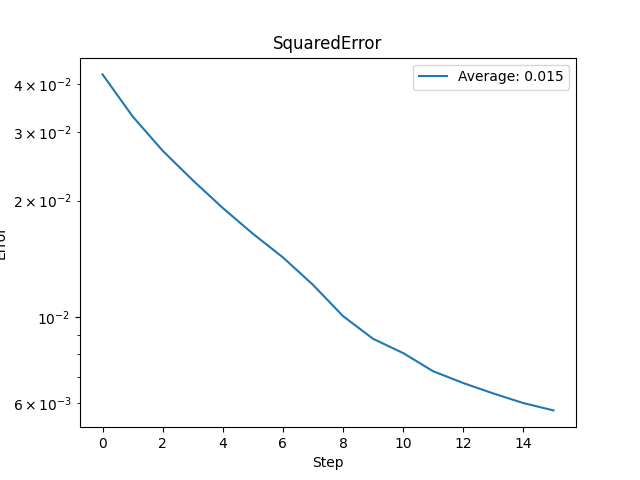 SquaredError
Average: 0.015
4 × 10⁻²
3 × 10⁻²
2 × 10⁻²
10⁻²
6 × 10⁻³
Error
0 2 4 6 8 10 12 14
Step